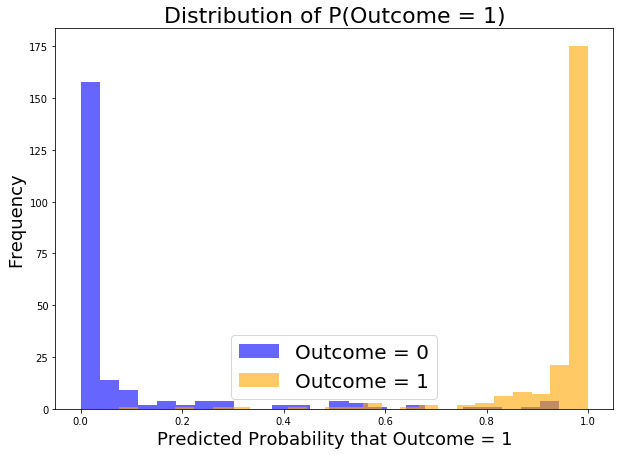 Distribution of P(Outcome = 1)
Frequency
175
150
125
100
75
50
25
0
Outcome = 0
Outcome = 1
0.0 0.2 0.4 0.6 0.8 1.0
Predicted Probability that Outcome = 1